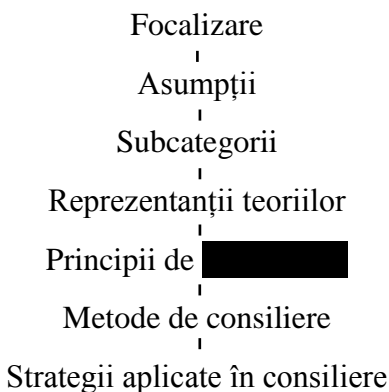 Focalizare
Asumpții
Subcategorii
Reprezentanții teoriilor
Principii de
Metode de consiliere
Strategii aplicate în consiliere